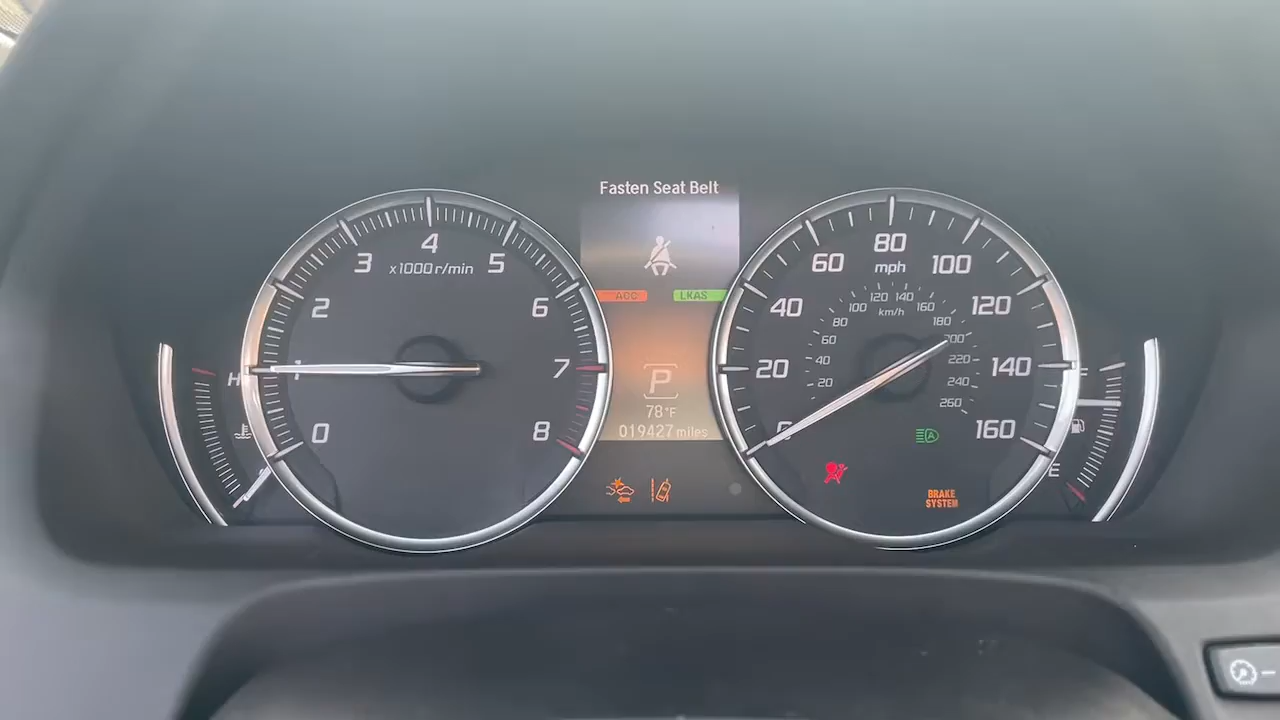 Fasten Seat Belt
ACC LKAS
0 1 2 3 4 5 6 7 8
x1000 r/min
H
P
78°F
019427 miles
0 20 40 60 80 100 120 140 160
mph
20 40 60 80 100 120 140 160 180 200 220 240 260
km/h
A
BRAKE
SYSTEM
E